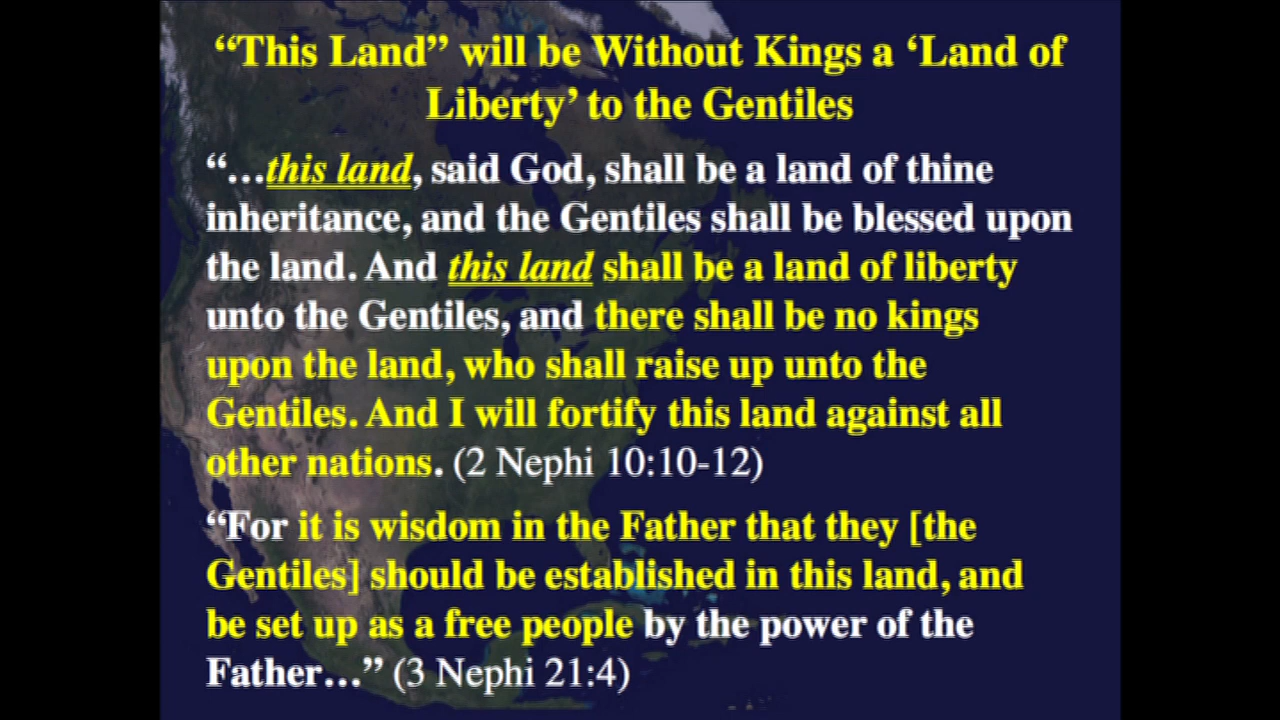 “This Land” will be Without Kings a ‘Land of
Liberty’ to the Gentiles
“…this land, said God, shall be a land of thine
inheritance, and the Gentiles shall be blessed upon
the land. And this land shall be a land of liberty
unto the Gentiles, and there shall be no kings
upon the land, who shall raise up unto the
Gentiles. And I will fortify this land against all
other nations. (2 Nephi 10:10-12)
“For it is wisdom in the Father that they [the
Gentiles] should be established in this land, and
be set up as a free people by the power of the
Father…” (3 Nephi 21:4)